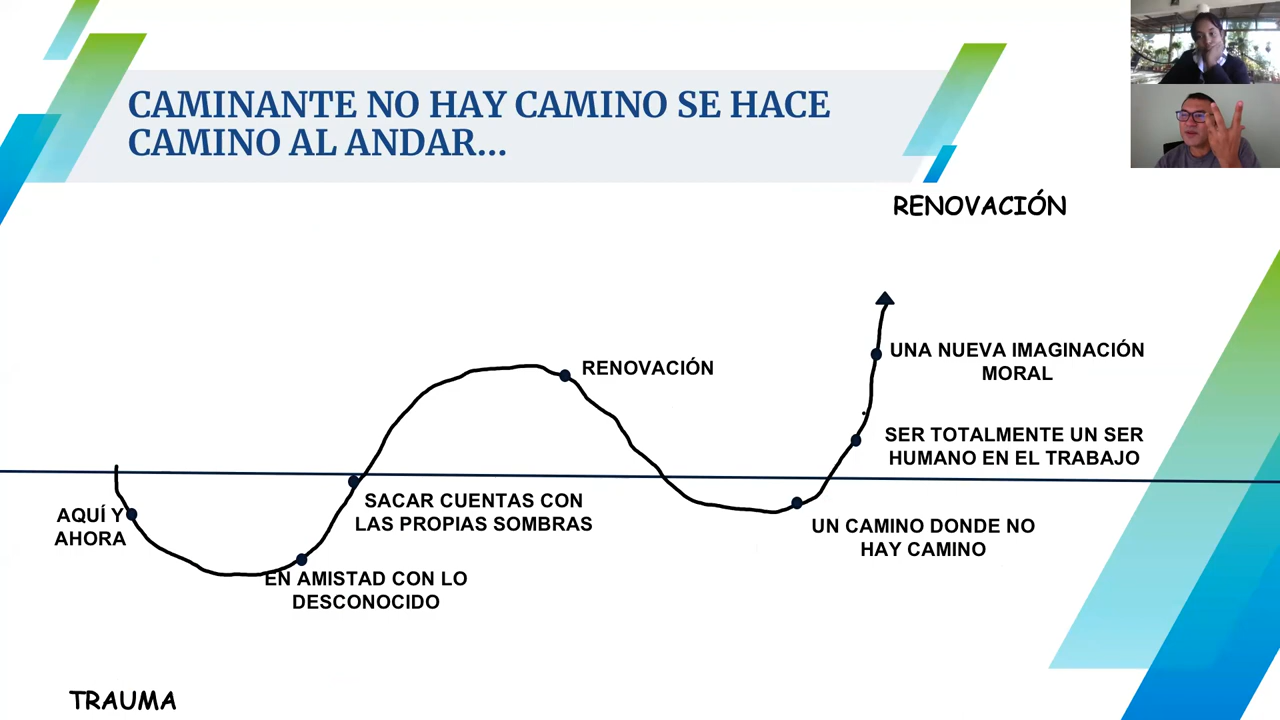 CAMINANTE NO HAY CAMINO SE HACE
CAMINO AL ANDAR...
RENOVACIÓN
UNA NUEVA IMAGINACIÓN
MORAL
RENOVACIÓN
SER TOTALMENTE UN SER
HUMANO EN EL TRABAJO
SACAR CUENTAS CON
LAS PROPIAS SOMBRAS
AQUÍ Y
AHORA
UN CAMINO DONDE NO
HAY CAMINO
EN AMISTAD CON LO
DESCONOCIDO
TRAUMA